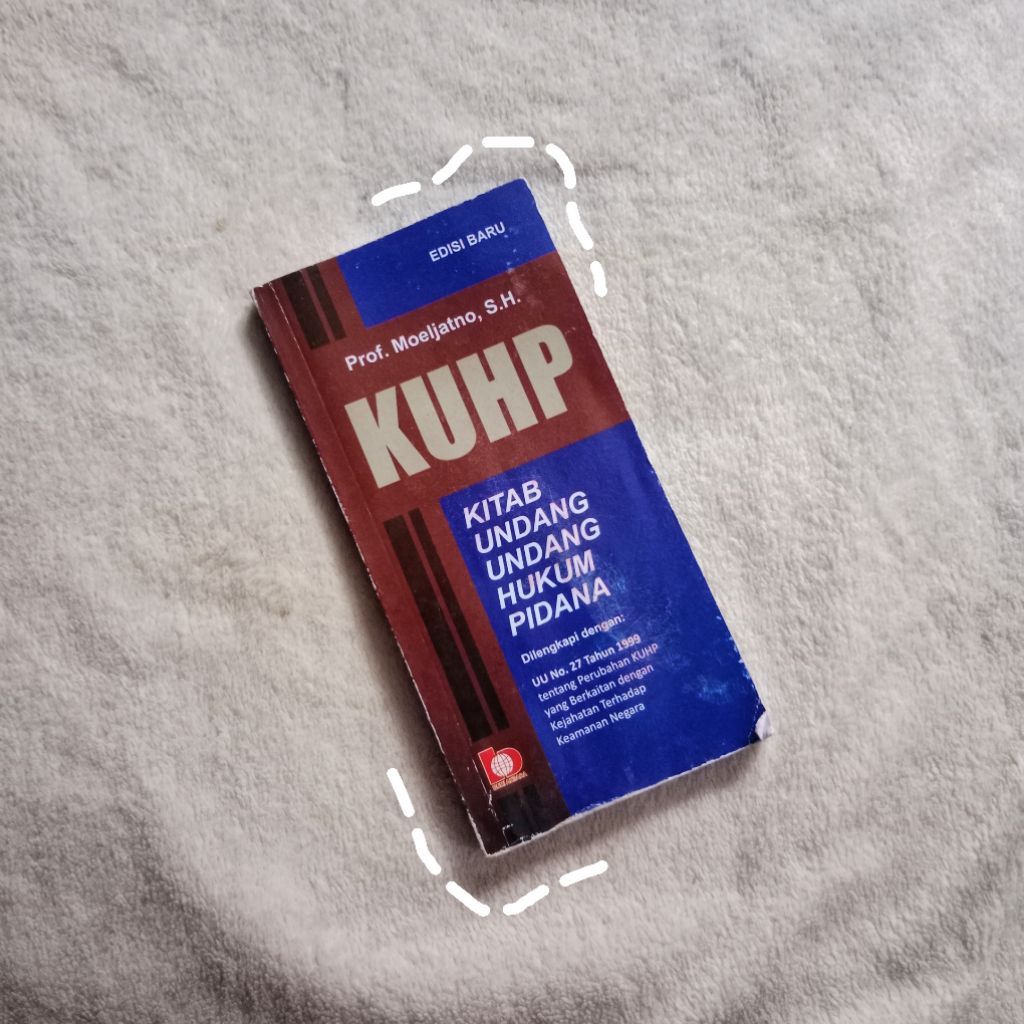 EDISI BARU
Prof. Moeljatno, S.H.
KUHP
KITAB
UNDANG
UNDANG
HUKUM
PIDANA
Dilengkapi dengan:
UU No. 27 Tahun 1999
tentang Perubahan KUHP
yang Berkaitan dengan
Kejahatan Terhadap
Keamanan Negara